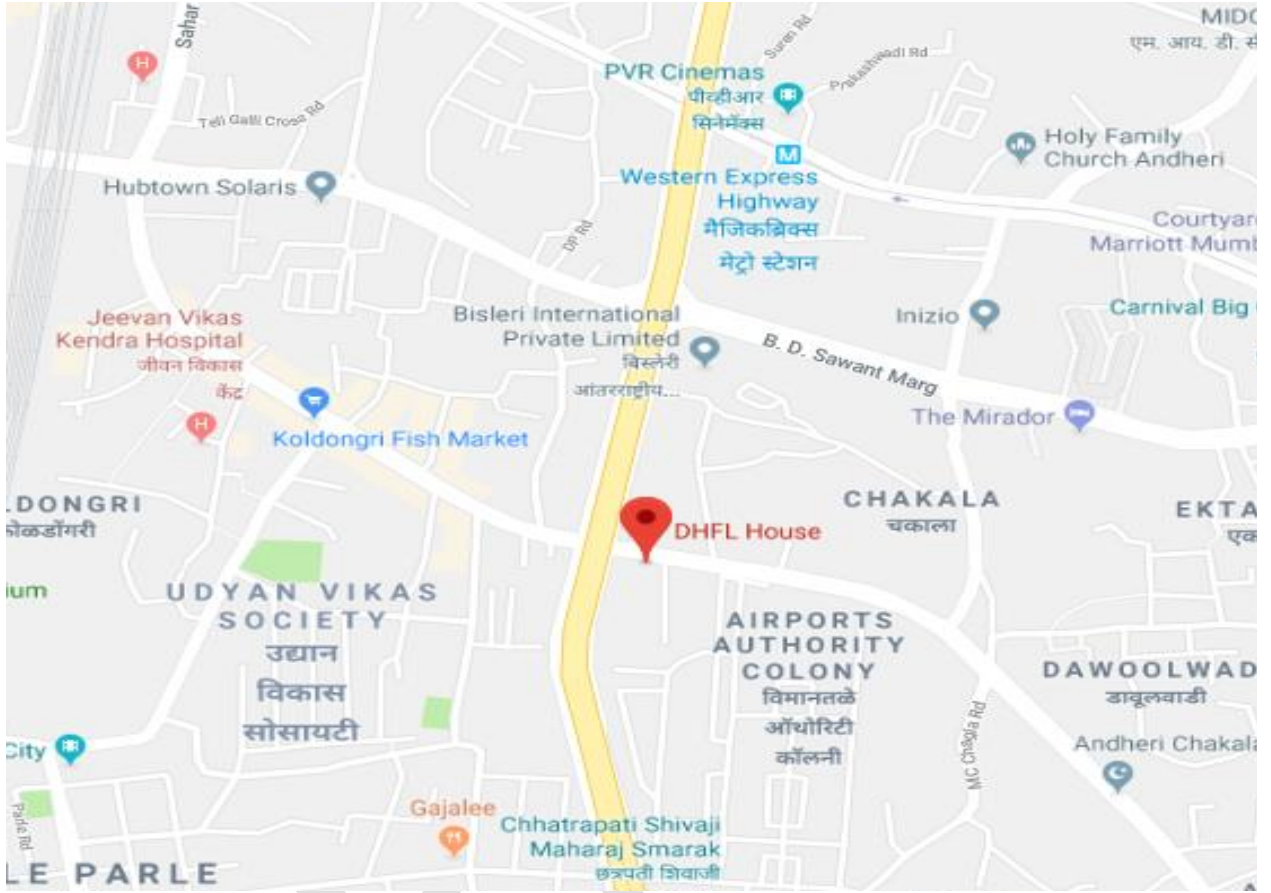 MIDC
एम. आय. डी. सी
Sahar
Suren Rd
Prakashwadi Rd
PVR Cinemas
पीव्हीआर
सिनेमॅक्स
Teli Galli Cross Rd
Holy Family
Church Andheri
Hubtown Solaris
Western Express
Highway
मॅजिकब्रिक्स
मेट्रो स्टेशन
DP Rd
Courtyar
Marriott Mumb
Jeevan Vikas
Kendra Hospital
जीवन विकास
केंद्र
Bisleri International
Private Limited
बिस्लेरी
आंतरराष्ट्रीय...
Inizio
Carnival Big
B. D. Sawant Marg
The Mirador
Koldongri Fish Market
LDONGRI
कोळडोंगरी
CHAKALA
चकाला
EKTA
एक
DHFL House
um
UDYAN VIKAS
SOCIETY
उद्यान
विकास
सोसायटी
AIRPORTS
AUTHORITY
COLONY
विमानतळे
ऑथोरिटी
कॉलनी
DAWOOLWAD
डावूलवाडी
MC Chagla Rd
City
Andheri Chakala
Parle Rd
Gajalee
Chhatrapati Shivaji
Maharaj Smarak
छत्रपती शिवाजी
LE PARLE